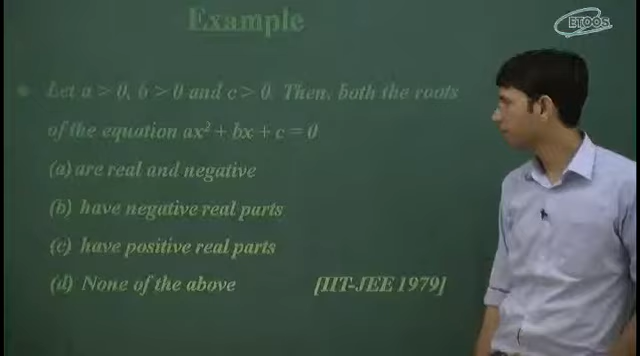 Example
ETOOS
Let a > 0, b > 0 and c > 0. Then, both the roots
of the equation ax² + bx + c = 0
(a) are real and negative
(b) have negative real parts
(c) have positive real parts
(d) None of the above [IIT-JEE 1979]